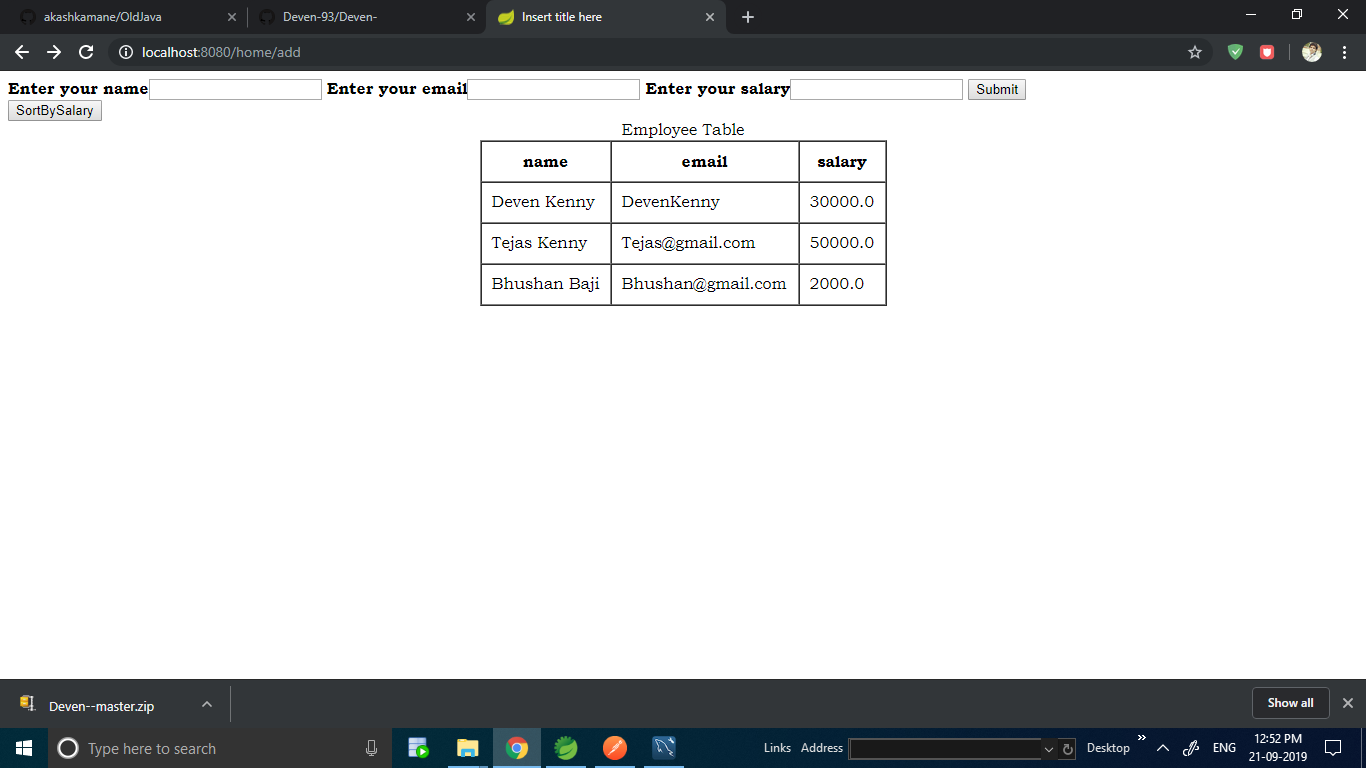 akashkamane/OldJava
Deven-93/Deven-
Insert title here
localhost:8080/home/add
Enter your name Enter your email Enter your salary Submit
SortBySalary
Employee Table
name email salary
Deven Kenny DevenKenny 30000.0
Tejas Kenny Tejas@gmail.com 50000.0
Bhushan Baji Bhushan@gmail.com 2000.0
Deven--master.zip Show all
Type here to search Links Address Desktop ENG 12:52 PM
21-09-2019